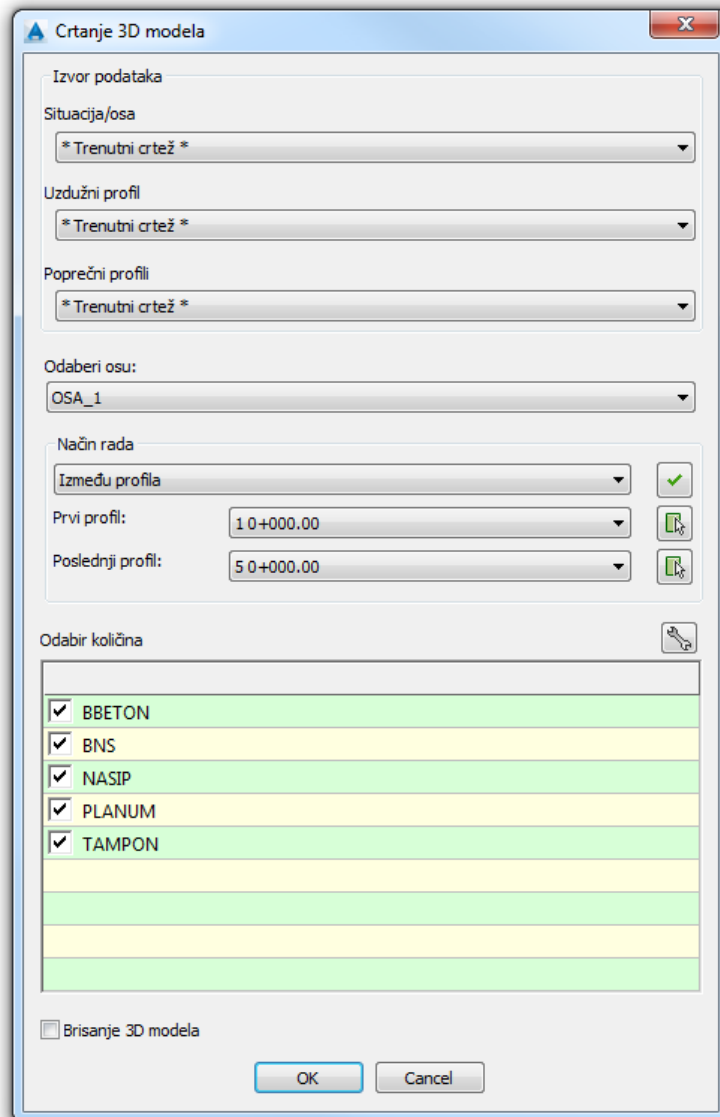 Crtanje 3D modela
Izvor podataka
Situacija/osa
* Trenutni crtež *
Uzdužni profil
* Trenutni crtež *
Poprečni profili
* Trenutni crtež *
Odaberi osu:
OSA_1
Način rada
Između profila
Prvi profil:
1 0+000.00
Poslednji profil:
5 0+000.00
Odabir količina
BBETON
BNS
NASIP
PLANUM
TAMPON
Brisanje 3D modela
OK Cancel